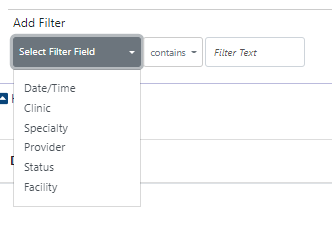 Add Filter
Select Filter Field contains Filter Text
Date/Time
Clinic
Specialty
Provider
Status
Facility